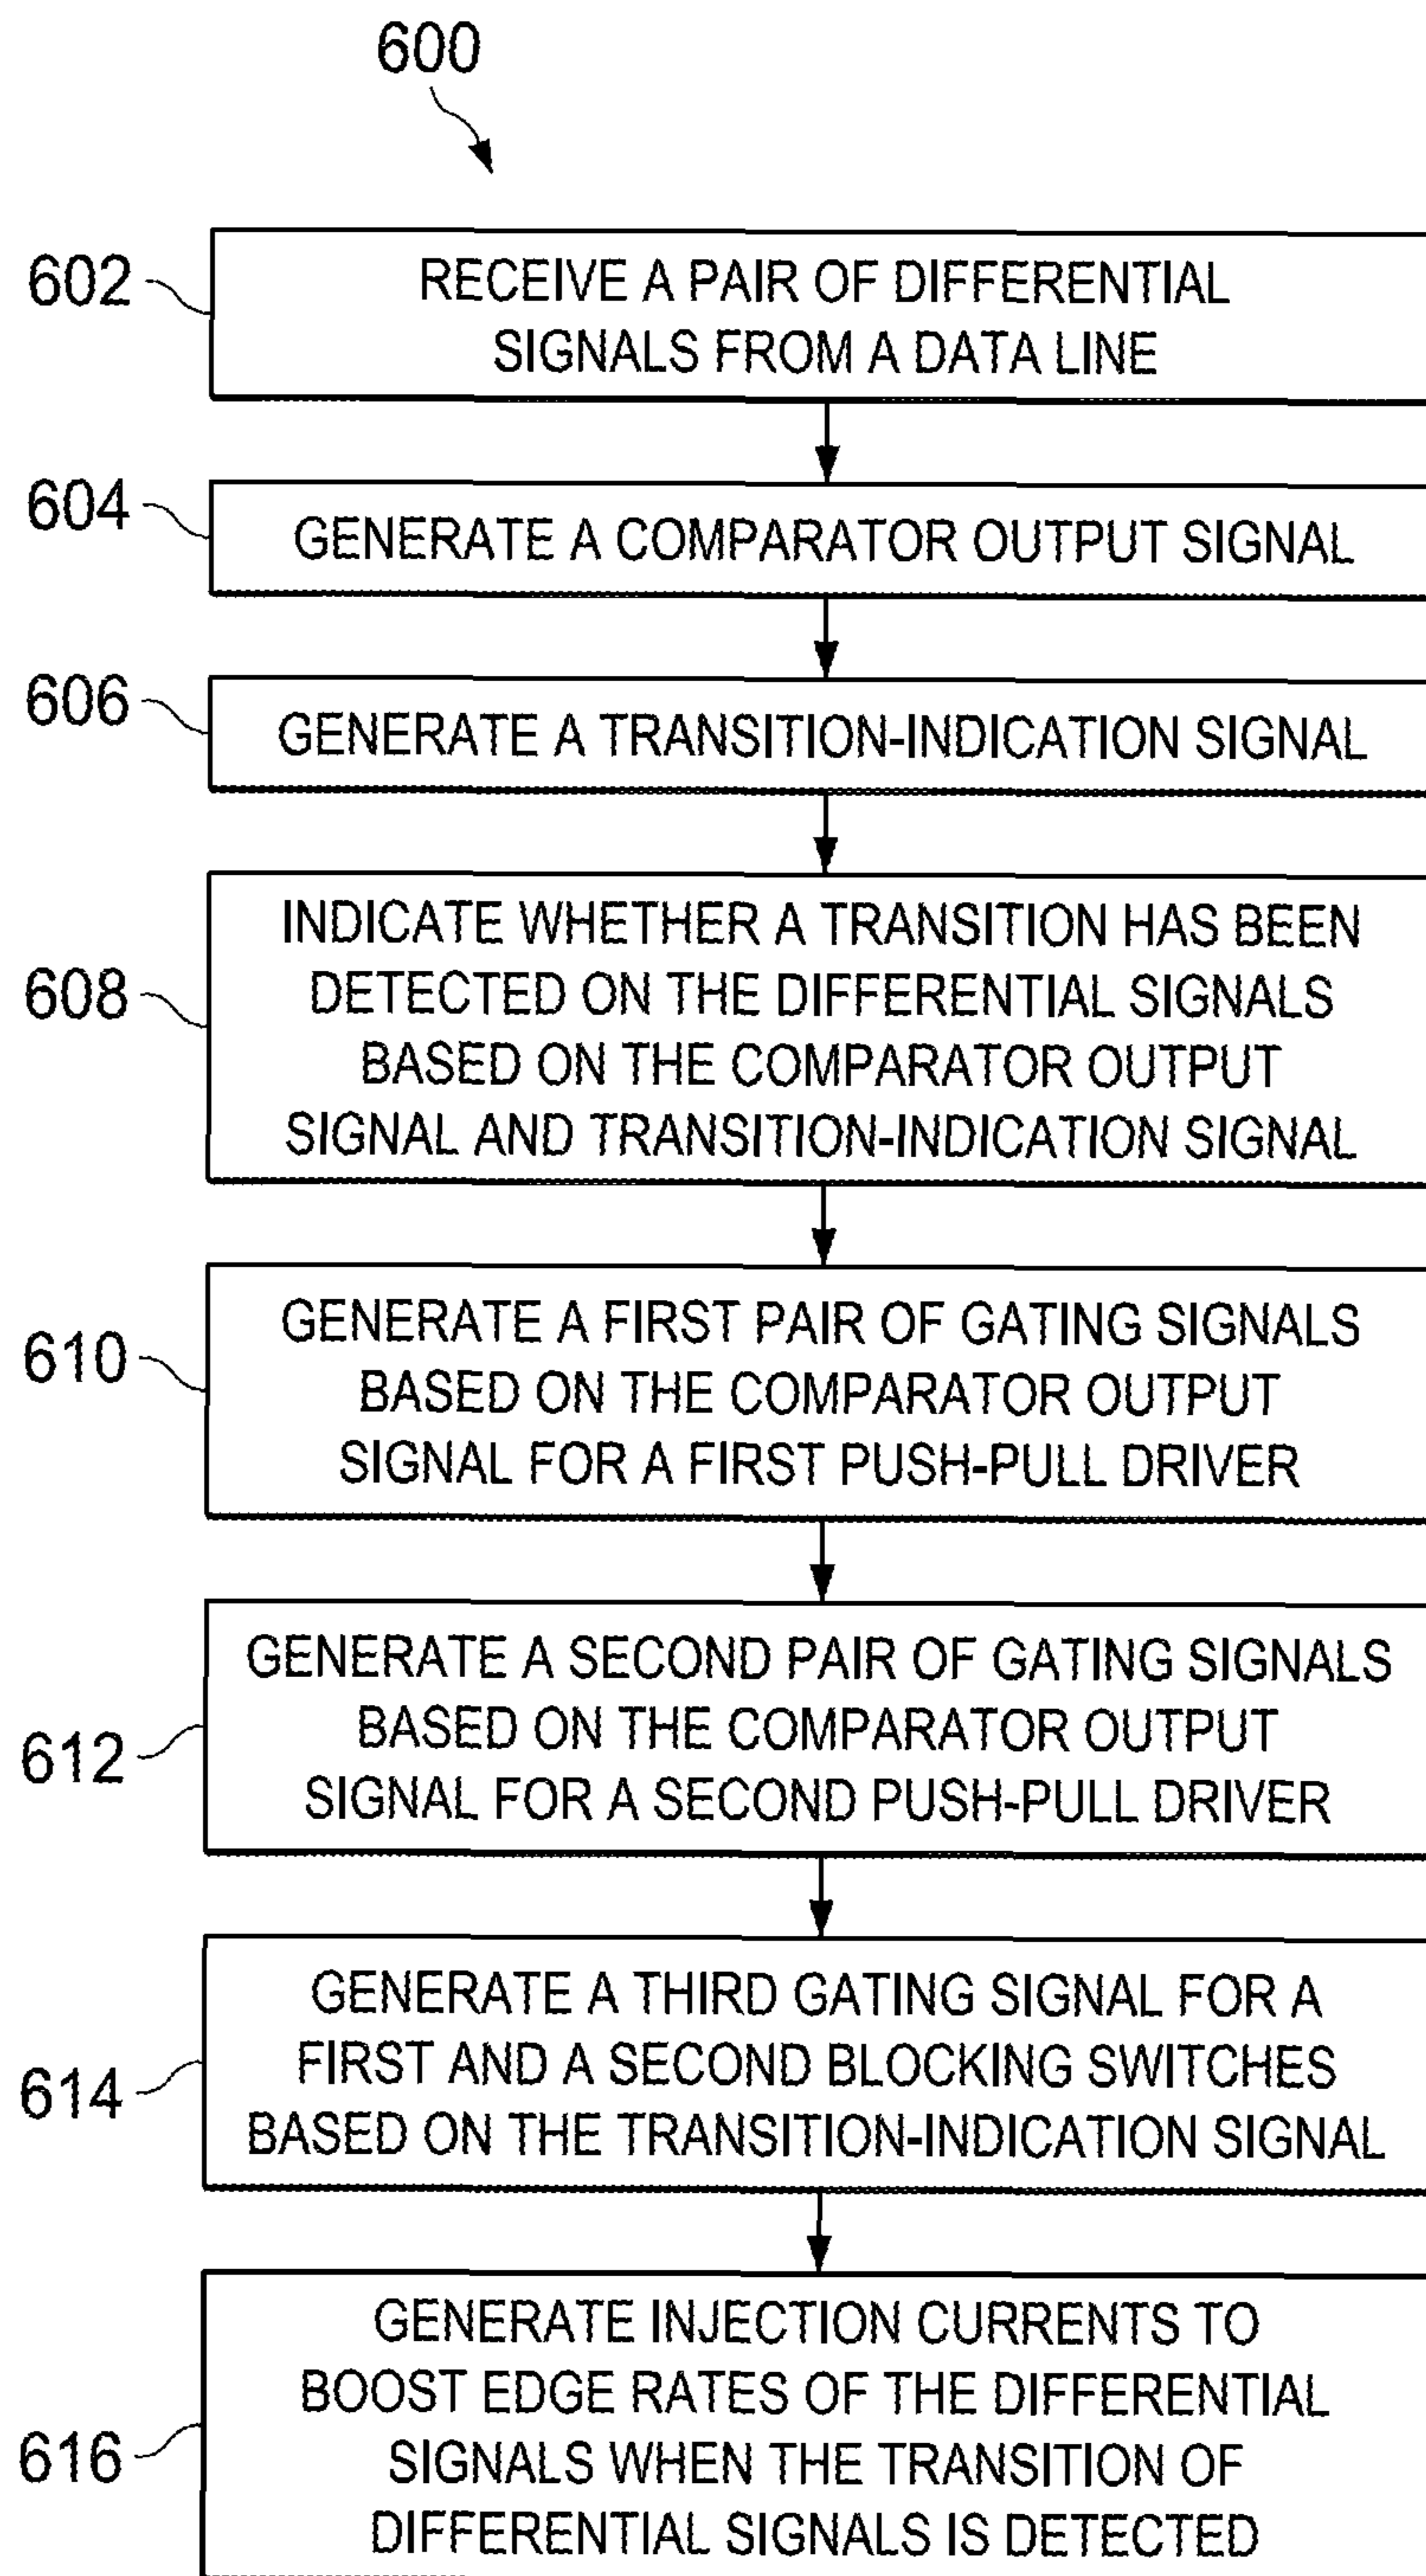 600
602
RECEIVE A PAIR OF DIFFERENTIAL
SIGNALS FROM A DATA LINE
604
GENERATE A COMPARATOR OUTPUT SIGNAL
606
GENERATE A TRANSITION-INDICATION SIGNAL
608
INDICATE WHETHER A TRANSITION HAS BEEN
DETECTED ON THE DIFFERENTIAL SIGNALS
BASED ON THE COMPARATOR OUTPUT
SIGNAL AND TRANSITION-INDICATION SIGNAL
610
GENERATE A FIRST PAIR OF GATING SIGNALS
BASED ON THE COMPARATOR OUTPUT
SIGNAL FOR A FIRST PUSH-PULL DRIVER
612
GENERATE A SECOND PAIR OF GATING SIGNALS
BASED ON THE COMPARATOR OUTPUT
SIGNAL FOR A SECOND PUSH-PULL DRIVER
614
GENERATE A THIRD GATING SIGNAL FOR A
FIRST AND A SECOND BLOCKING SWITCHES
BASED ON THE TRANSITION-INDICATION SIGNAL
616
GENERATE INJECTION CURRENTS TO
BOOST EDGE RATES OF THE DIFFERENTIAL
SIGNALS WHEN THE TRANSITION OF
DIFFERENTIAL SIGNALS IS DETECTED